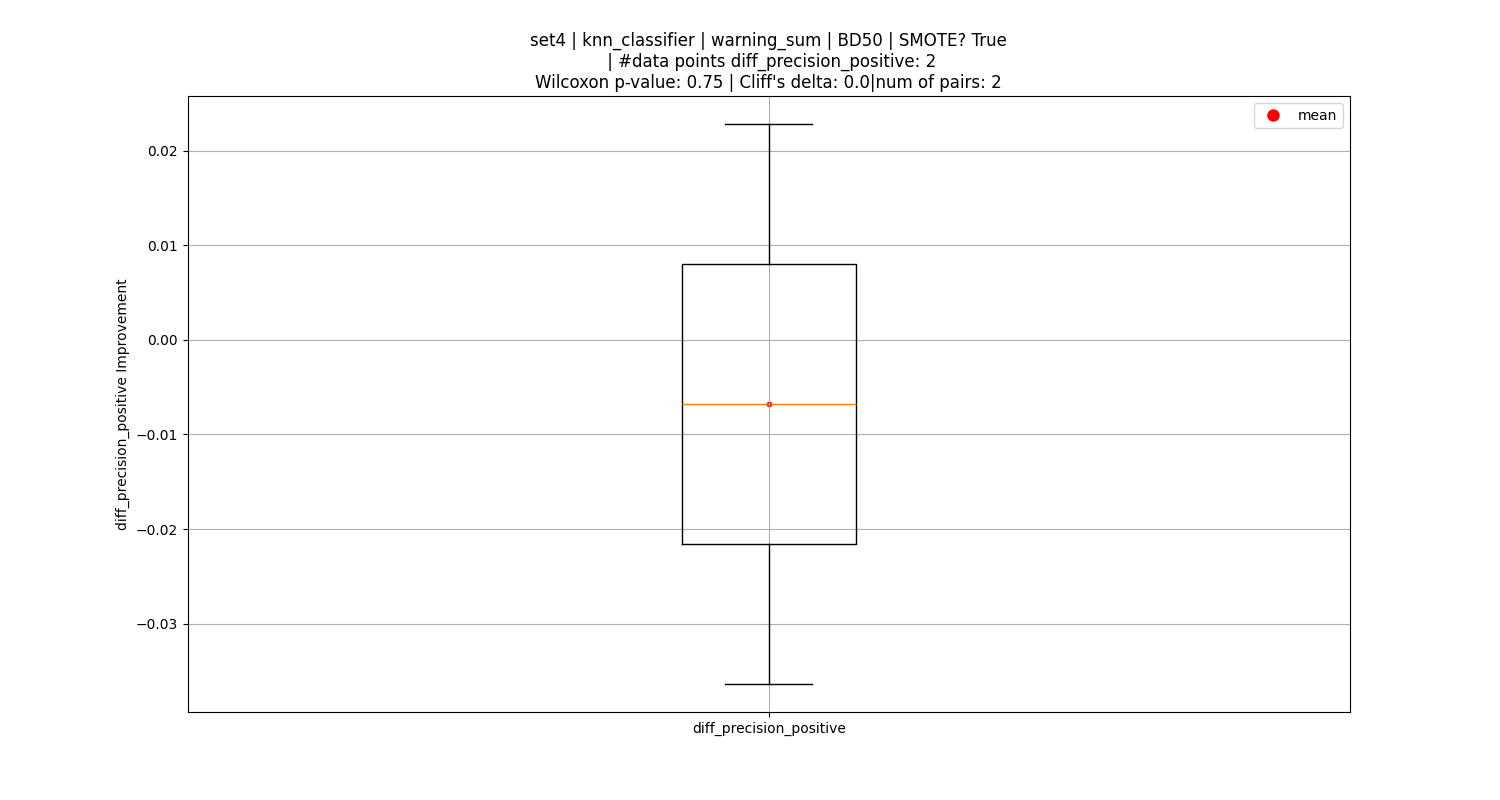 set4 | knn_classifier | warning_sum | BD50 | SMOTE? True
| #data points diff_precision_positive: 2
Wilcoxon p-value: 0.75 | Cliff's delta: 0.0|num of pairs: 2
mean
0.02
0.01
0.00
−0.01
−0.02
−0.03
diff_precision_positive Improvement
diff_precision_positive